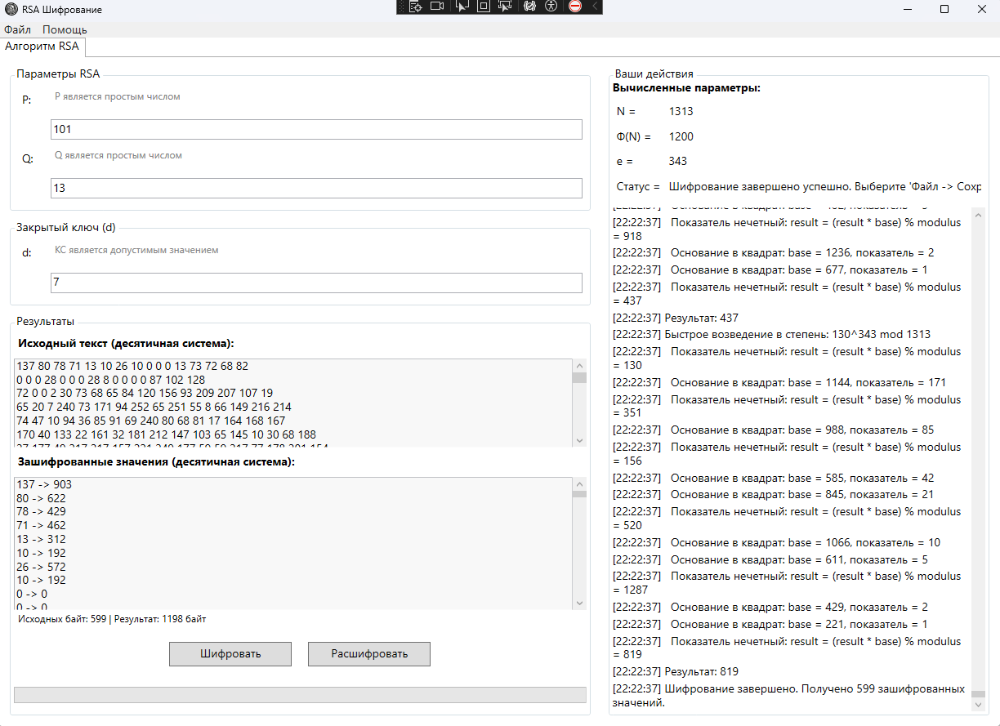 RSA Шифрование
Файл Помощь
Алгоритм RSA
Параметры RSA
P: P является простым числом
101
Q: Q является простым числом
13
Закрытый ключ (d)
d: КС является допустимым значением
7
Результаты
Исходный текст (десятичная система):
137 80 78 71 13 10 26 10 0 0 0 13 73 72 68 82
0 0 0 28 0 0 0 28 8 0 0 0 0 87 102 128
72 0 0 2 30 73 68 65 84 120 156 93 209 207 107 19
65 20 7 240 73 171 94 252 65 251 55 8 66 149 216 214
74 47 10 94 36 85 91 69 240 80 68 81 17 164 168 167
170 40 133 22 161 32 181 212 147 103 65 145 10 30 68 188
Зашифрованные значения (десятичная система):
137 -> 903
80 -> 622
78 -> 429
71 -> 462
13 -> 312
10 -> 192
26 -> 572
10 -> 192
0 -> 0
0 -> 0
Исходных байт: 599 | Результат: 1198 байт
Шифровать Расшифровать
Ваши действия
Вычисленные параметры:
N = 1313
Ф(N) = 1200
e = 343
Статус = Шифрование завершено успешно. Выберите 'Файл -> Сохр
[22:22:37] Показатель нечетный: result = (result * base) % modulus
= 918
[22:22:37] Основание в квадрат: base = 1236, показатель = 2
[22:22:37] Основание в квадрат: base = 677, показатель = 1
[22:22:37] Показатель нечетный: result = (result * base) % modulus
= 437
[22:22:37] Результат: 437
[22:22:37] Быстрое возведение в степень: 130^343 mod 1313
[22:22:37] Показатель нечетный: result = (result * base) % modulus
= 130
[22:22:37] Основание в квадрат: base = 1144, показатель = 171
[22:22:37] Показатель нечетный: result = (result * base) % modulus
= 351
[22:22:37] Основание в квадрат: base = 988, показатель = 85
[22:22:37] Показатель нечетный: result = (result * base) % modulus
= 156
[22:22:37] Основание в квадрат: base = 585, показатель = 42
[22:22:37] Основание в квадрат: base = 845, показатель = 21
[22:22:37] Показатель нечетный: result = (result * base) % modulus
= 520
[22:22:37] Основание в квадрат: base = 1066, показатель = 10
[22:22:37] Основание в квадрат: base = 611, показатель = 5
[22:22:37] Показатель нечетный: result = (result * base) % modulus
= 1287
[22:22:37] Основание в квадрат: base = 429, показатель = 2
[22:22:37] Основание в квадрат: base = 221, показатель = 1
[22:22:37] Показатель нечетный: result = (result * base) % modulus
= 819
[22:22:37] Результат: 819
[22:22:37] Шифрование завершено. Получено 599 зашифрованных
значений.